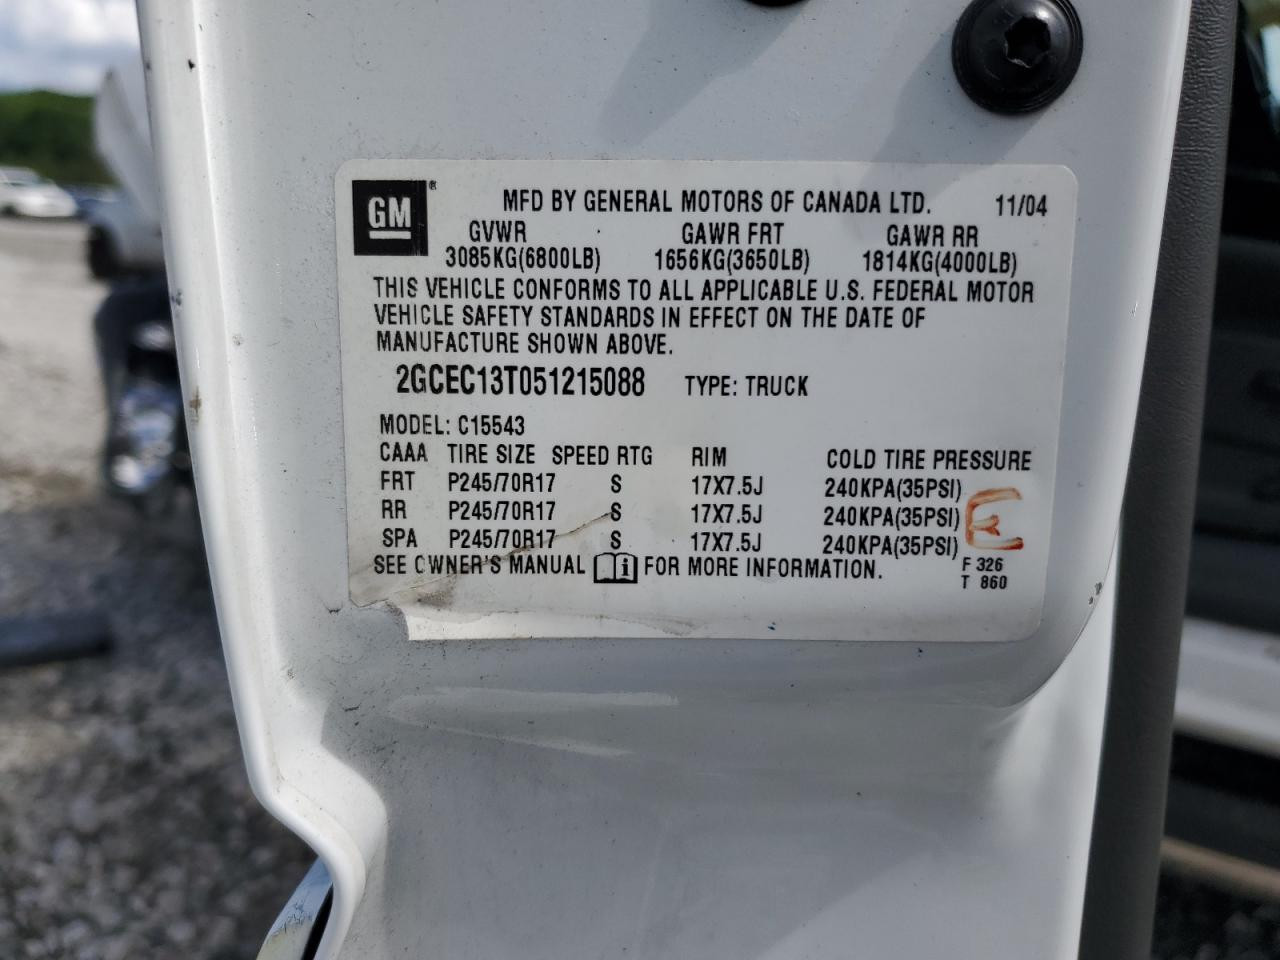 GM®
MFD BY GENERAL MOTORS OF CANADA LTD. 11/04
GVWR GAWR FRT GAWR RR
3085KG(6800LB) 1656KG(3650LB) 1814KG(4000LB)
THIS VEHICLE CONFORMS TO ALL APPLICABLE U.S. FEDERAL MOTOR
VEHICLE SAFETY STANDARDS IN EFFECT ON THE DATE OF
MANUFACTURE SHOWN ABOVE.
2GCEC13T051215088 TYPE: TRUCK
MODEL: C15543
CAAA TIRE SIZE SPEED RTG RIM COLD TIRE PRESSURE
FRT P245/70R17 S 17X7.5J 240KPA(35PSI)
RR P245/70R17 S 17X7.5J 240KPA(35PSI)
SPA P245/70R17 S 17X7.5J 240KPA(35PSI)
E
SEE OWNER'S MANUAL i FOR MORE INFORMATION.
F 326
T 860